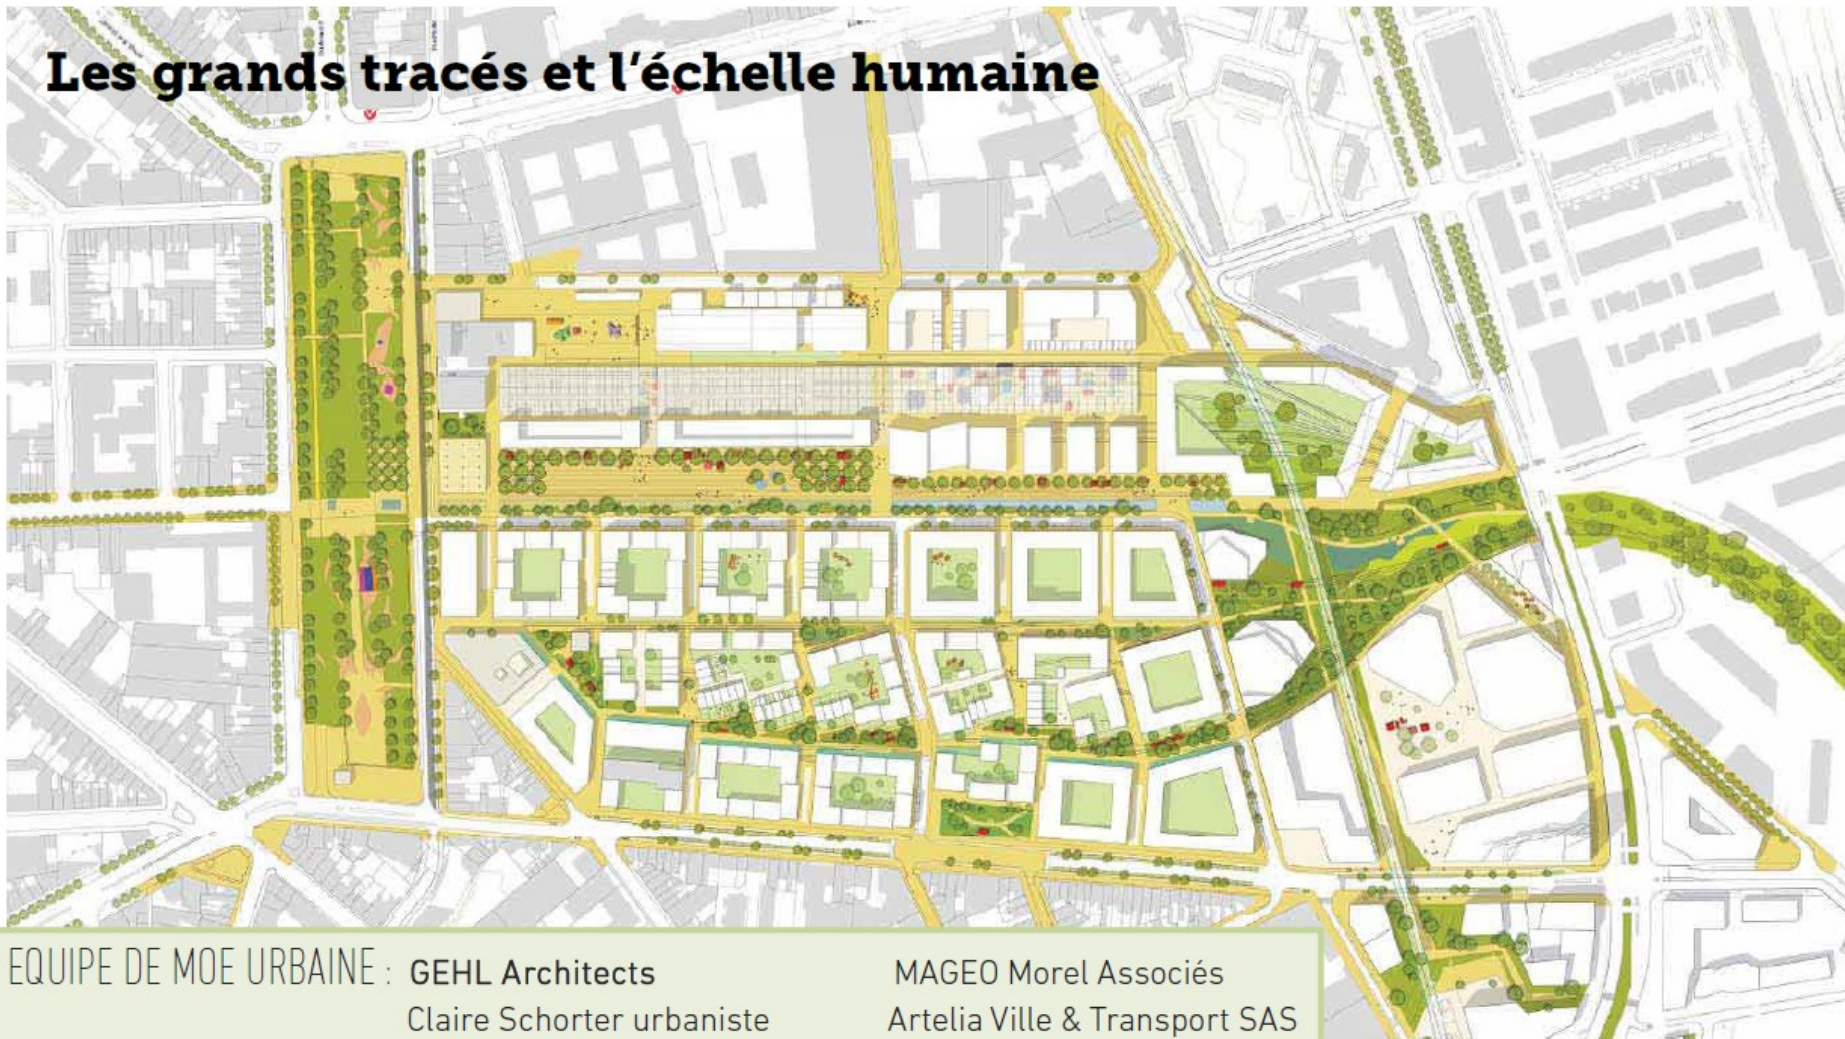 Les grands tracés et l'échelle humaine
EQUIPE DE MOE URBAINE : GEHL Architects
Claire Schorter urbaniste
MAGEO Morel Associés
Artelia Ville & Transport SAS